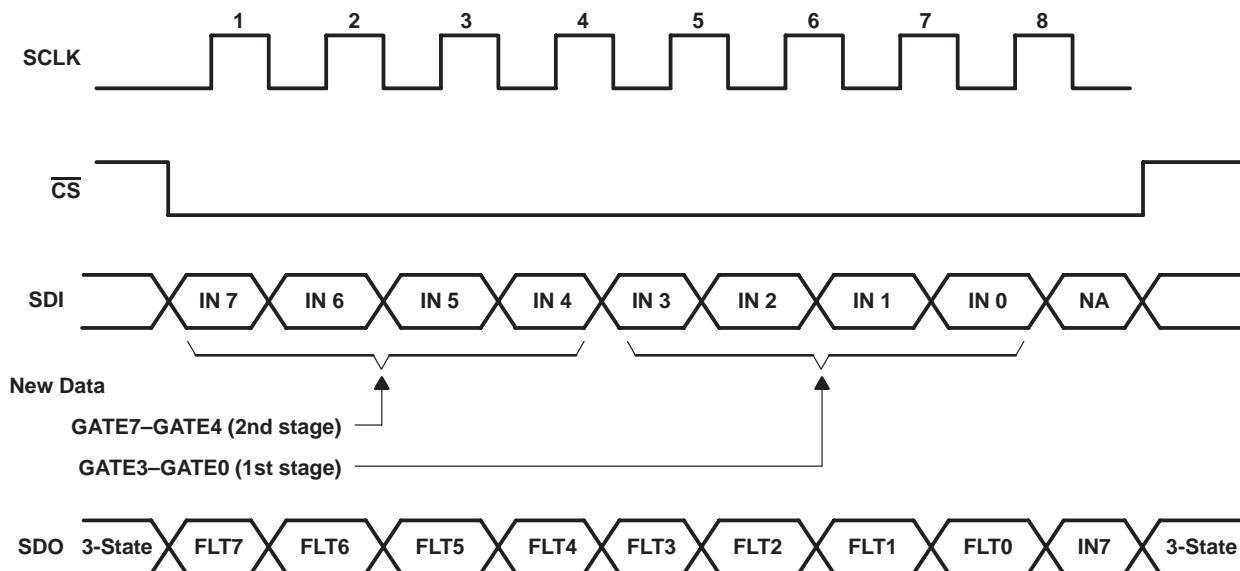 1 2 3 4 5 6 7 8
SCLK
CS
SDI IN 7 IN 6 IN 5 IN 4 IN 3 IN 2 IN 1 IN 0 NA
New Data
GATE7–GATE4 (2nd stage)
GATE3–GATE0 (1st stage)
SDO 3-State FLT7 FLT6 FLT5 FLT4 FLT3 FLT2 FLT1 FLT0 IN7 3-State